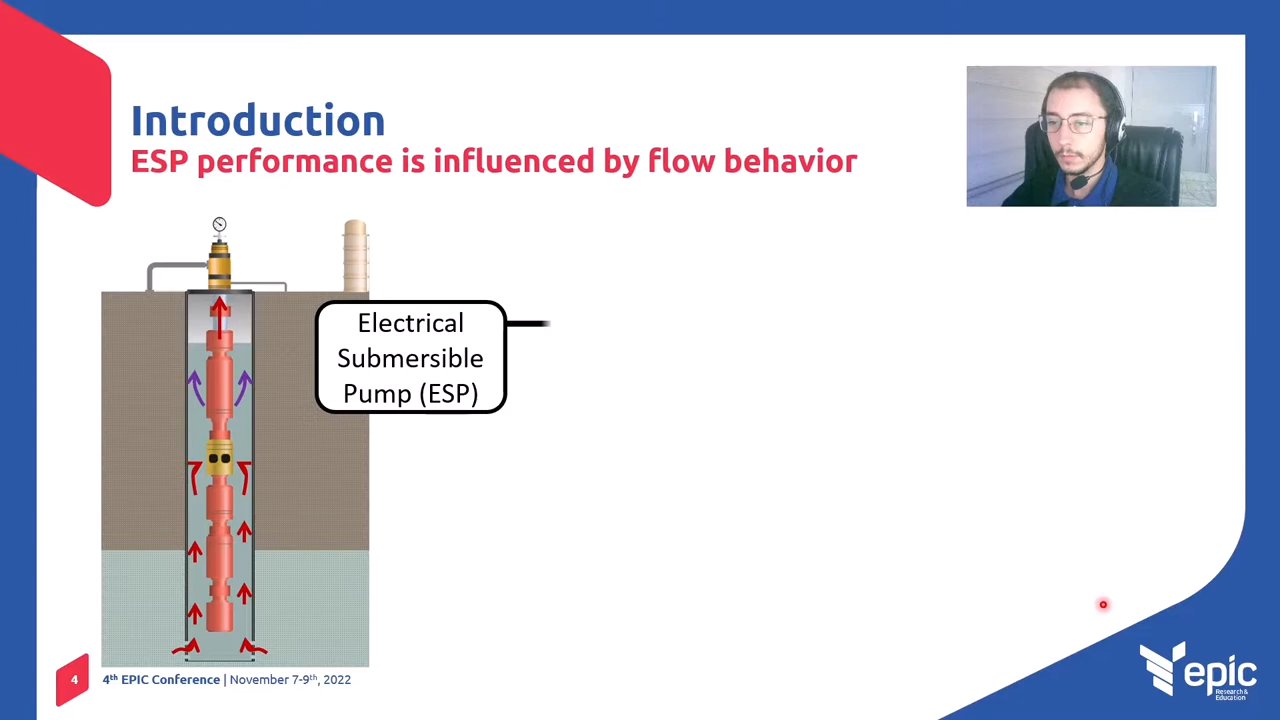 Introduction
ESP performance is influenced by flow behavior
Electrical
Submersible
Pump (ESP)
4 4th EPIC Conference | November 7-9th, 2022
epic
Research &
Education